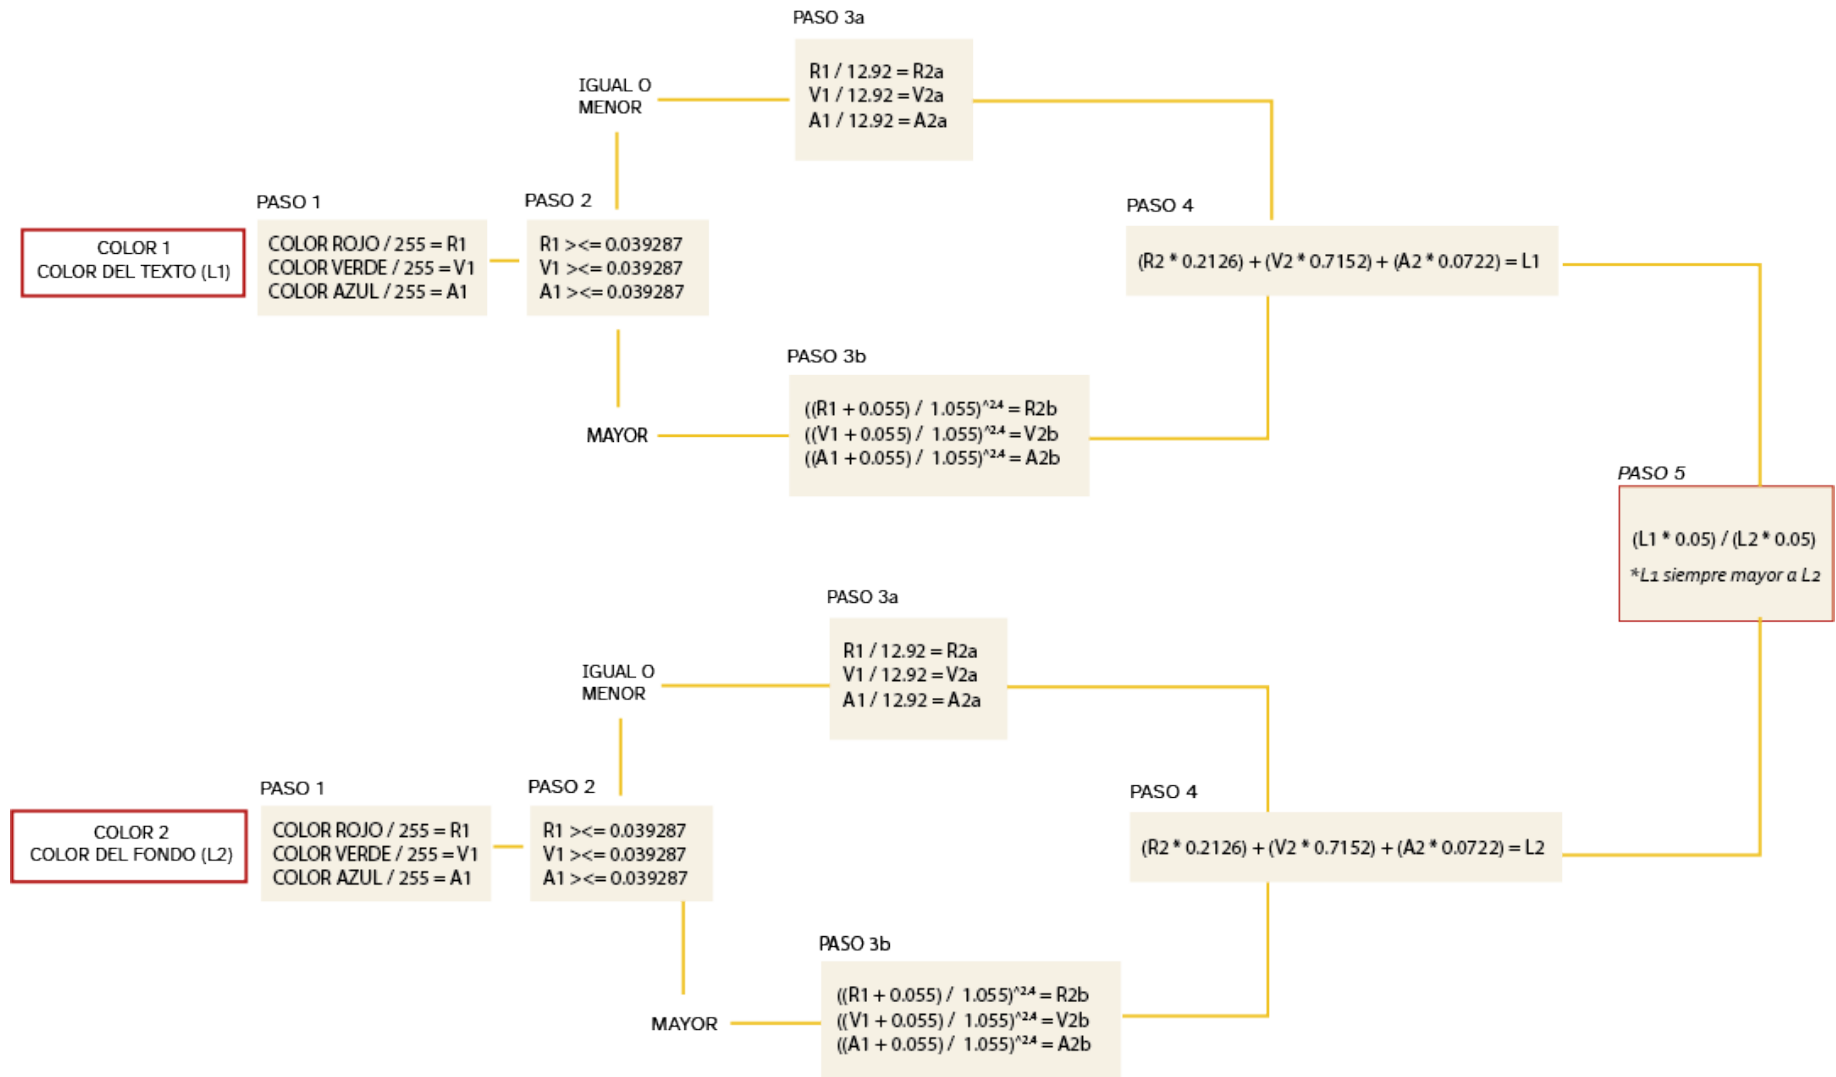 PASO 3a
R1 / 12.92 = R2a
V1 / 12.92 = V2a
A1 / 12.92 = A2a
IGUAL O
MENOR
PASO 1
COLOR ROJO / 255 = R1
COLOR VERDE / 255 = V1
COLOR AZUL / 255 = A1
PASO 2
R1 ><= 0.039287
V1 ><= 0.039287
A1 ><= 0.039287
COLOR 1
COLOR DEL TEXTO (L1)
PASO 4
(R2 * 0.2126) + (V2 * 0.7152) + (A2 * 0.0722) = L1
PASO 3b
((R1 + 0.055) / 1.055)^2.4 = R2b
((V1 + 0.055) / 1.055)^2.4 = V2b
((A1 + 0.055) / 1.055)^2.4 = A2b
MAYOR
PASO 5
(L1 * 0.05) / (L2 * 0.05)
*L1 siempre mayor a L2
PASO 3a
R1 / 12.92 = R2a
V1 / 12.92 = V2a
A1 / 12.92 = A2a
IGUAL O
MENOR
PASO 1
COLOR ROJO / 255 = R1
COLOR VERDE / 255 = V1
COLOR AZUL / 255 = A1
PASO 2
R1 ><= 0.039287
V1 ><= 0.039287
A1 ><= 0.039287
COLOR 2
COLOR DEL FONDO (L2)
PASO 4
(R2 * 0.2126) + (V2 * 0.7152) + (A2 * 0.0722) = L2
PASO 3b
((R1 + 0.055) / 1.055)^2.4 = R2b
((V1 + 0.055) / 1.055)^2.4 = V2b
((A1 + 0.055) / 1.055)^2.4 = A2b
MAYOR